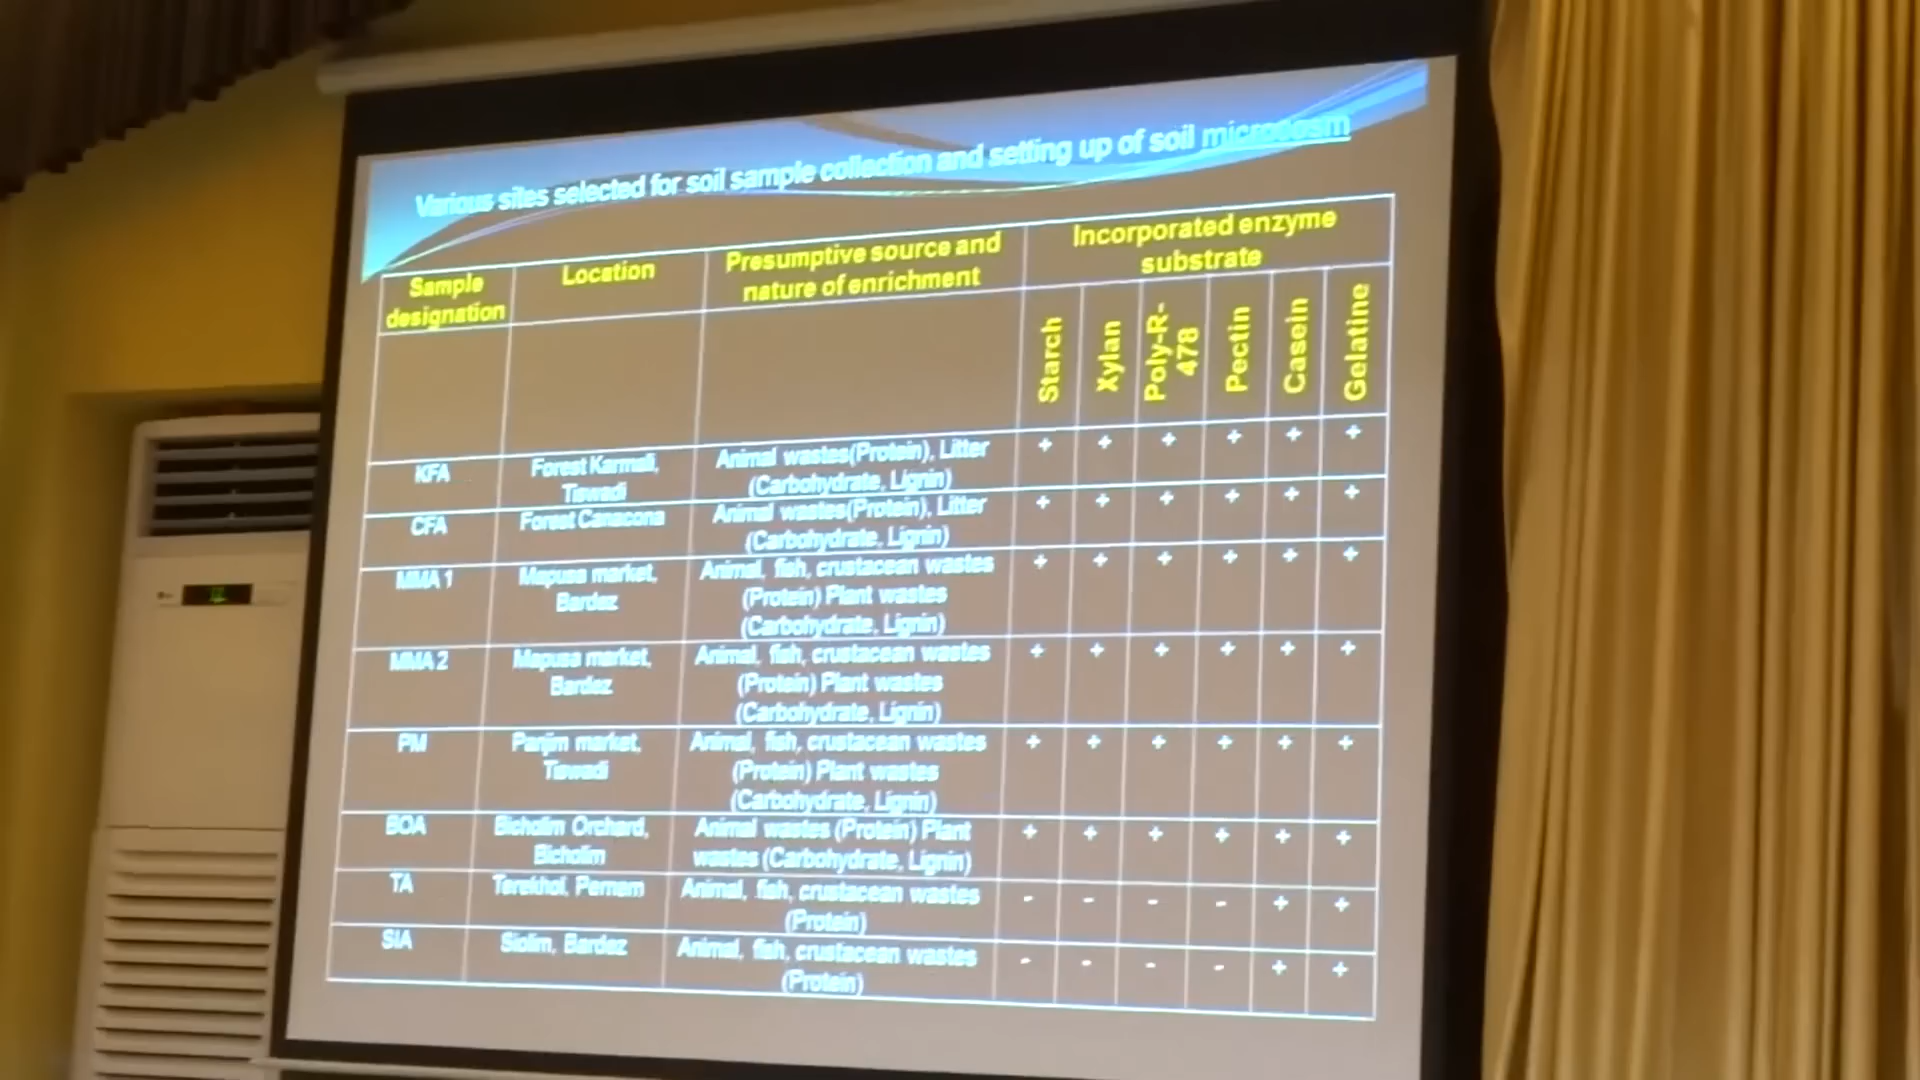 Various sites selected for soil sample collection and setting up of soil microcosm
Sample
designation
Location
Presumptive source and
nature of enrichment
Incorporated enzyme
substrate
Starch
Xylan
Poly-R-
478
Pectin
Casein
Gelatine
KFA
Forest Karmali,
Tiswadi
Animal wastes(Protein), Litter
(Carbohydrate, Lignin)
+ + + + + +
CFA
Forest Canacona
Animal wastes(Protein), Litter
(Carbohydrate, Lignin)
+ + + + + +
MMA 1
Mapusa market,
Bardez
Animal, fish, crustacean wastes
(Protein) Plant wastes
(Carbohydrate, Lignin)
+ + + + + +
MMA 2
Mapusa market,
Bardez
Animal, fish, crustacean wastes
(Protein) Plant wastes
(Carbohydrate, Lignin)
+ + + + + +
PM
Panjim market,
Tiswadi
Animal, fish, crustacean wastes
(Protein) Plant wastes
(Carbohydrate, Lignin)
+ + + + + +
BOA
Bicholim Orchard,
Bicholim
Animal wastes (Protein) Plant
wastes (Carbohydrate, Lignin)
+ + + + + +
TA
Terekhol, Pernem
Animal, fish, crustacean wastes
(Protein)
- - - - + +
SIA
Siolim, Bardez
Animal, fish, crustacean wastes
(Protein)
- - - - + +